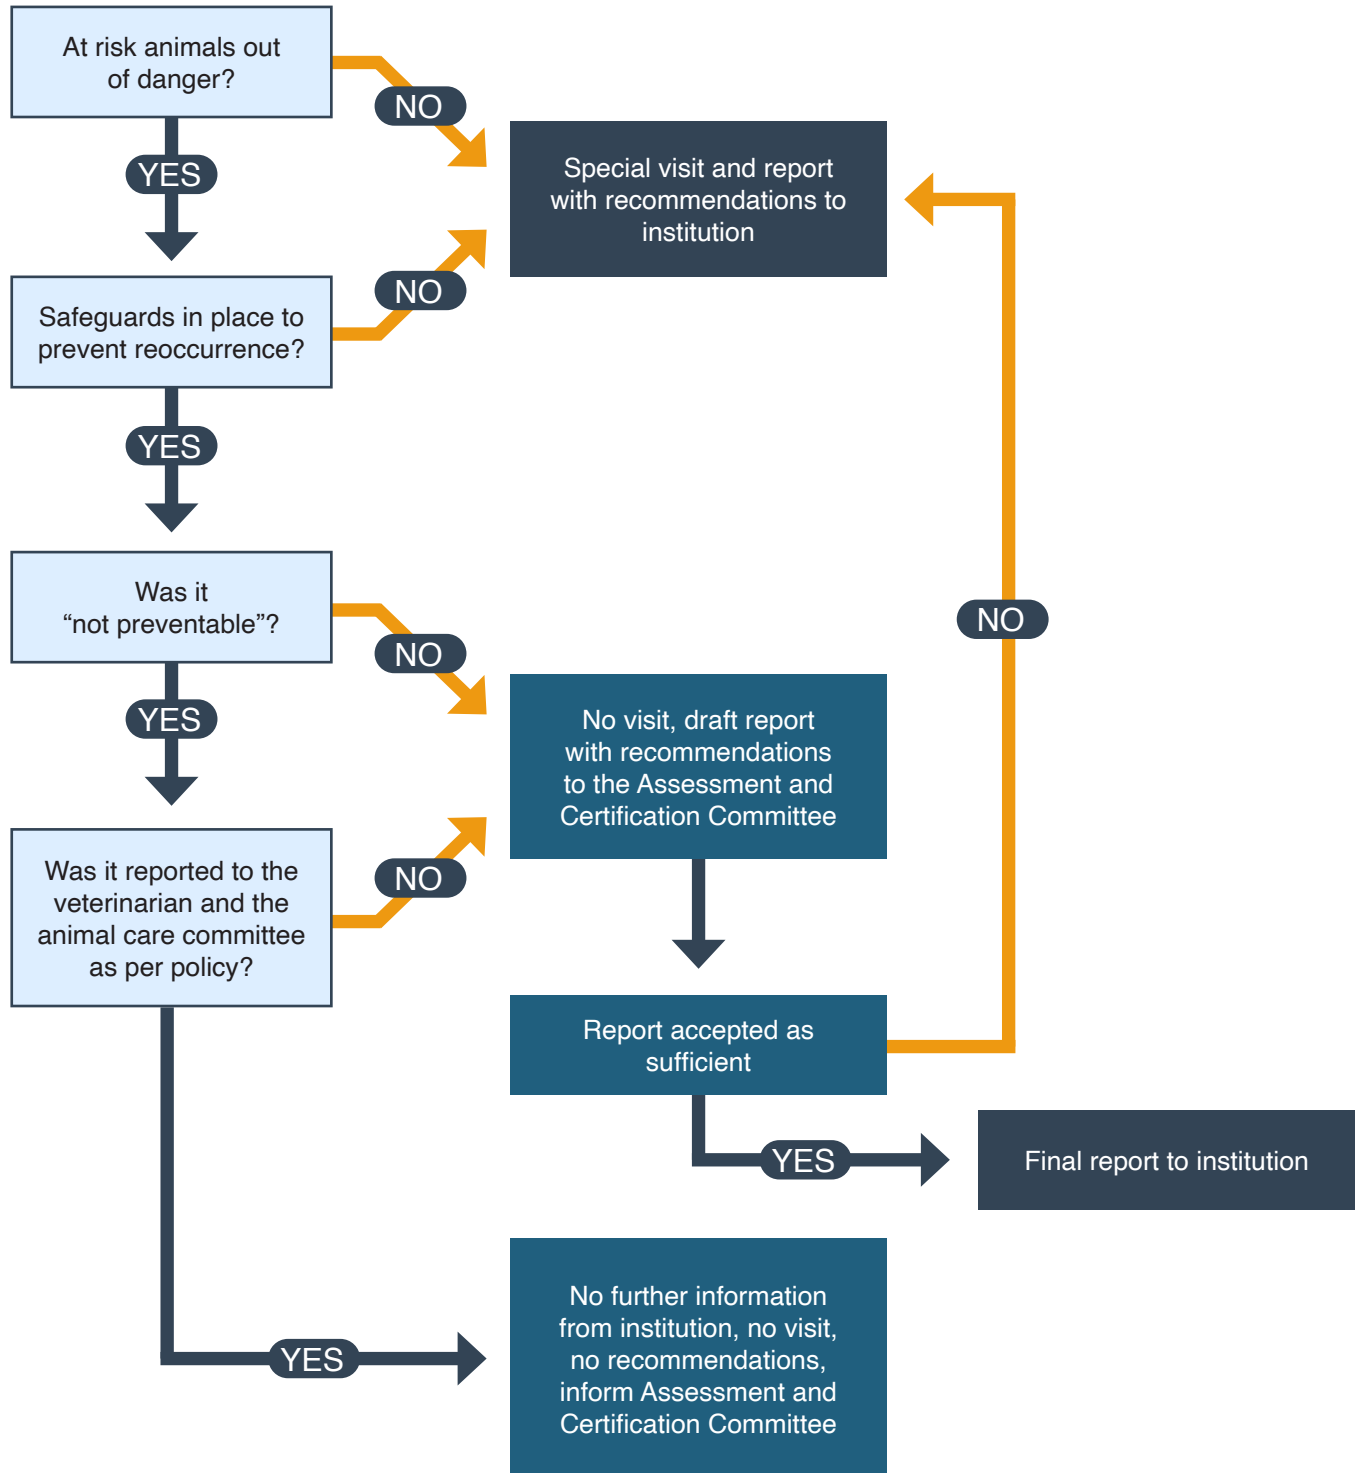 At risk animals out
of danger?
NO
YES
Special visit and report
with recommendations to
institution
Safeguards in place to
prevent reoccurrence?
NO
YES
Was it
“not preventable”?
NO
YES
No visit, draft report
with recommendations
to the Assessment and
Certification Committee
NO
Was it reported to the
veterinarian and the
animal care committee
as per policy?
NO
Report accepted as
sufficient
YES
Final report to institution
YES
No further information
from institution, no visit,
no recommendations,
inform Assessment and
Certification Committee